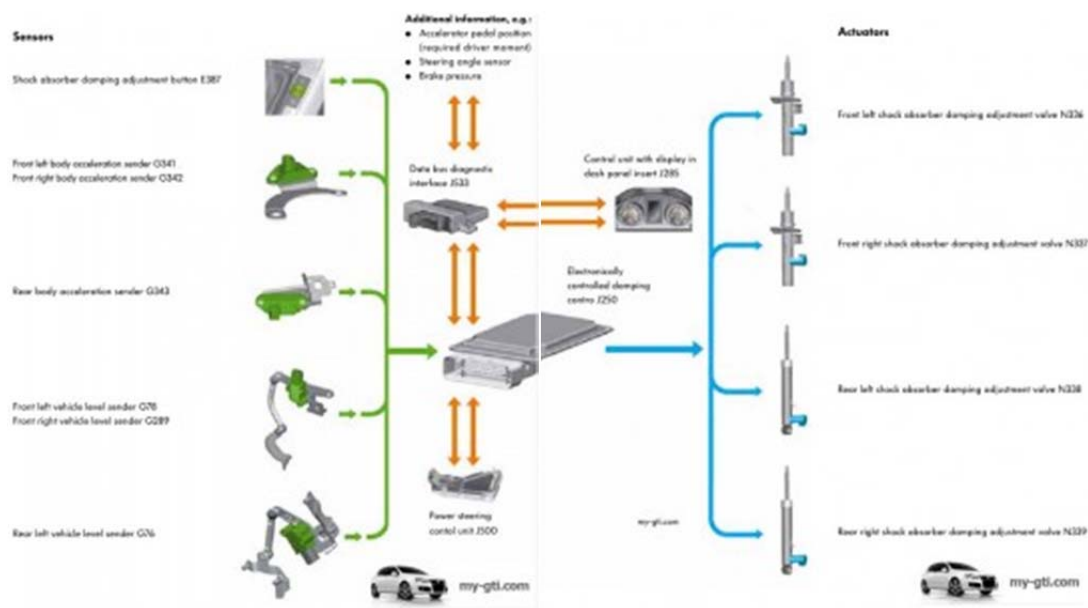 Sensors
Shock absorber damping adjustment button E387
Front left body acceleration sender G341
Front right body acceleration sender G342
Rear body acceleration sender G343
Front left vehicle level sender G78
Front right vehicle level sender G289
Rear left vehicle level sender G76
Additional information, e.g.:
• Accelerator pedal position
(required driver moment)
• Steering angle sensor
• Brake pressure
Data bus diagnostic
interface J533
Power steering
contol unit J500
my-gti.com
Control unit with display in
dash panel insert J285
Electronically
controlled damping
contro J250
my-gti.com
Actuators
Front left shock absorber damping adjustment valve N336
Front right shock absorber damping adjustment valve N337
Rear left shock absorber damping adjustment valve N338
Rear right shock absorber damping adjustment valve N339
my-gti.com